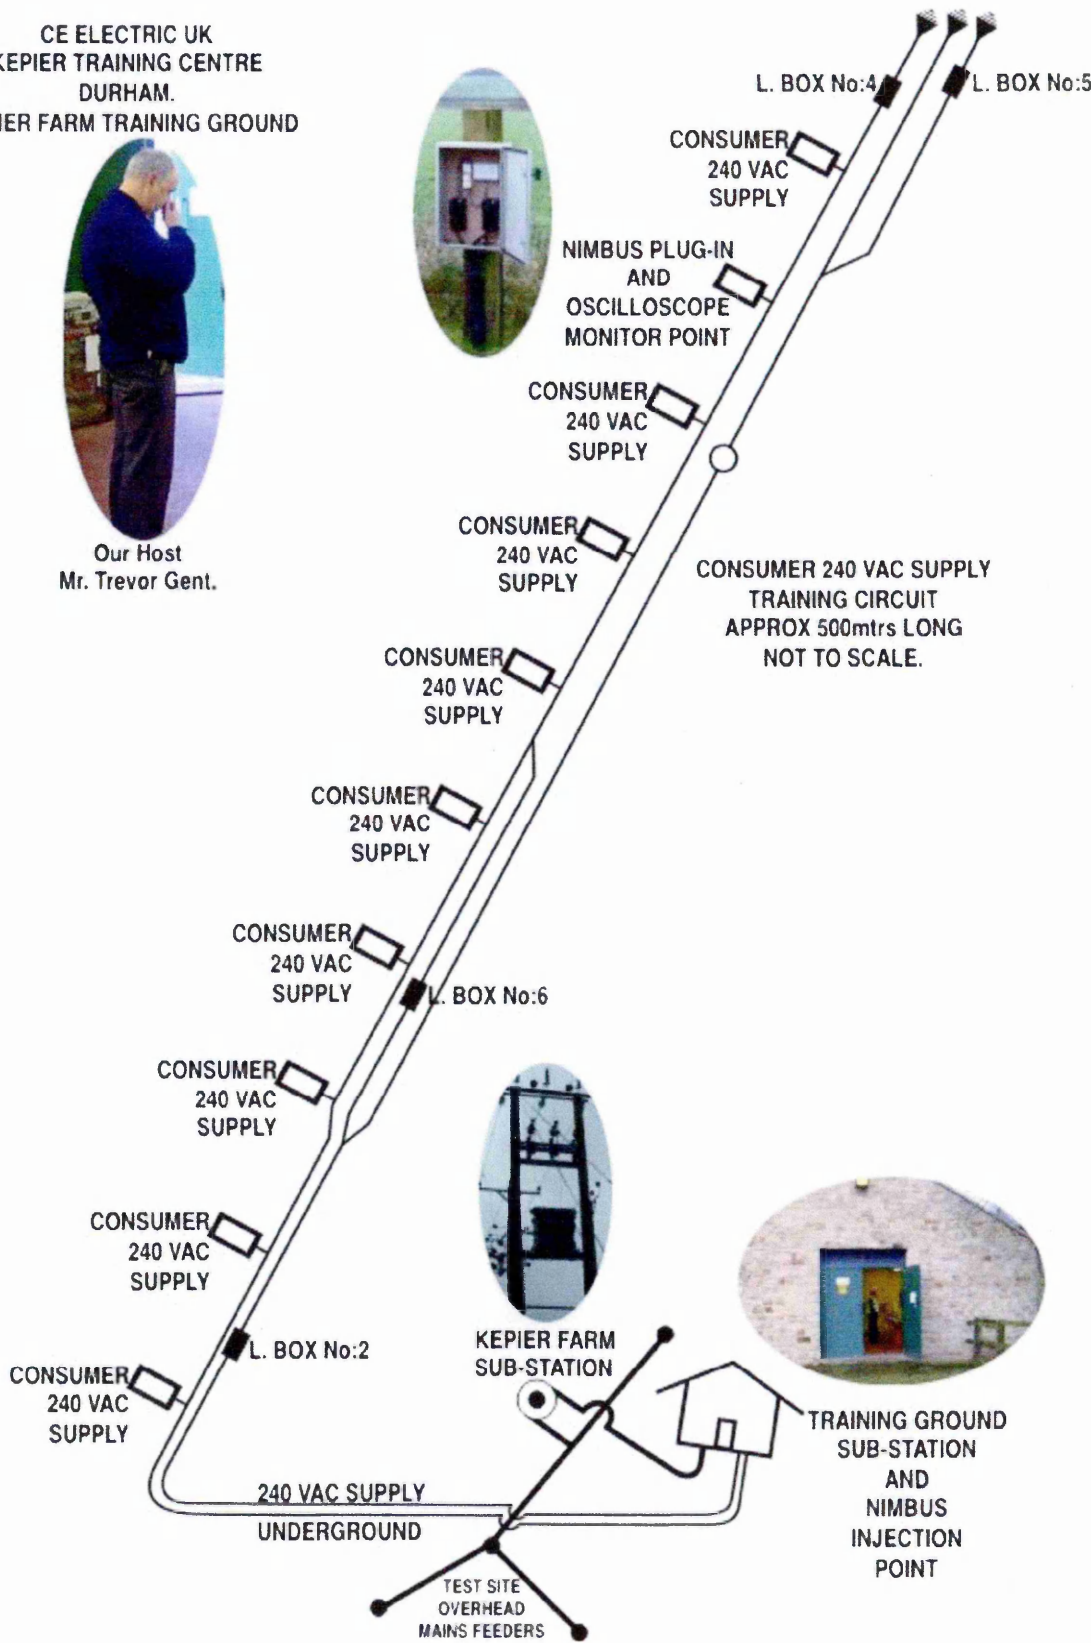 CE ELECTRIC UK
KEPIER TRAINING CENTRE
DURHAM.
IER FARM TRAINING GROUND
Our Host
Mr. Trevor Gent.
L. BOX No:4
L. BOX No:5
CONSUMER
240 VAC
SUPPLY
NIMBUS PLUG-IN
AND
OSCILLOSCOPE
MONITOR POINT
CONSUMER
240 VAC
SUPPLY
CONSUMER
240 VAC
SUPPLY
CONSUMER 240 VAC SUPPLY
TRAINING CIRCUIT
APPROX 500mtrs LONG
NOT TO SCALE.
CONSUMER
240 VAC
SUPPLY
CONSUMER
240 VAC
SUPPLY
CONSUMER
240 VAC
SUPPLY
L. BOX No:6
CONSUMER
240 VAC
SUPPLY
CONSUMER
240 VAC
SUPPLY
L. BOX No:2
CONSUMER
240 VAC
SUPPLY
KEPIER FARM
SUB-STATION
TRAINING GROUND
SUB-STATION
AND
NIMBUS
INJECTION
POINT
240 VAC SUPPLY
UNDERGROUND
TEST SITE
OVERHEAD
MAINS FEEDERS